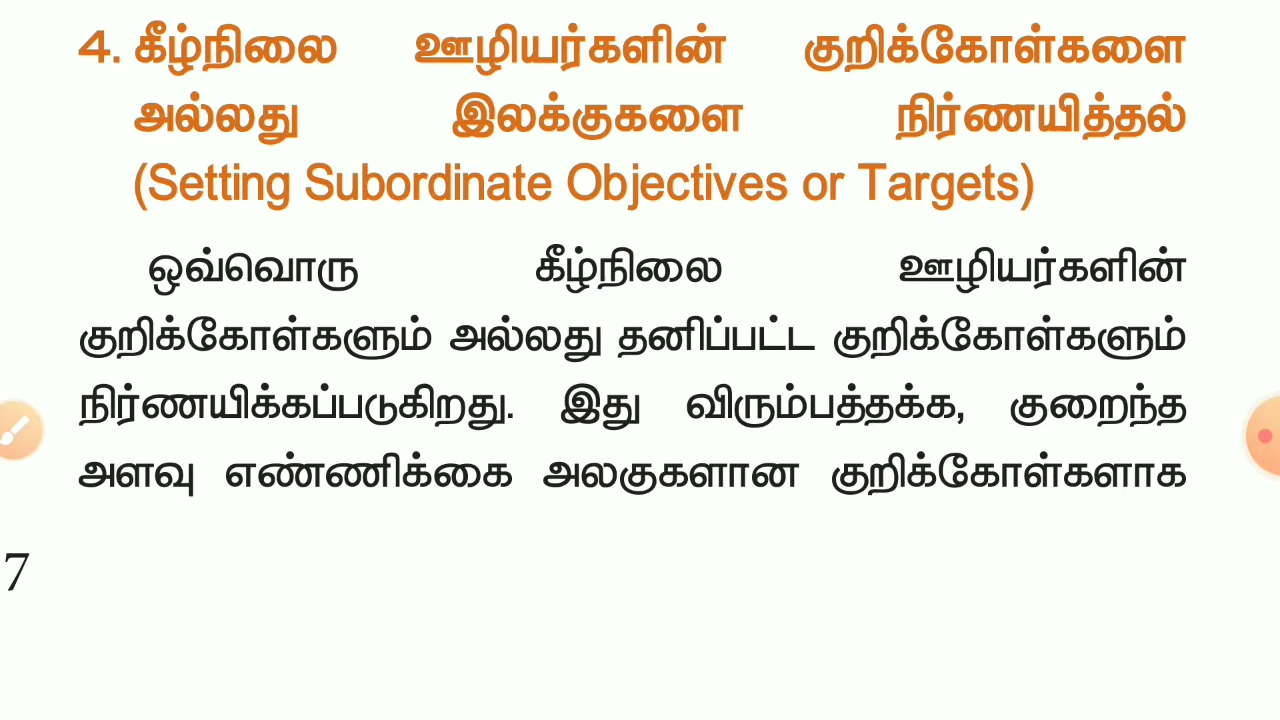 4. கீழ்நிலை ஊழியர்களின் குறிக்கோள்களை
அல்லது இலக்குகளை நிர்ணயித்தல்
(Setting Subordinate Objectives or Targets)
ஒவ்வொரு கீழ்நிலை ஊழியர்களின்
குறிக்கோள்களும் அல்லது தனிப்பட்ட குறிக்கோள்களும்
நிர்ணயிக்கப்படுகிறது. இது விரும்பத்தக்க, குறைந்த
அளவு எண்ணிக்கை அலகுகளான குறிக்கோள்களாக
7